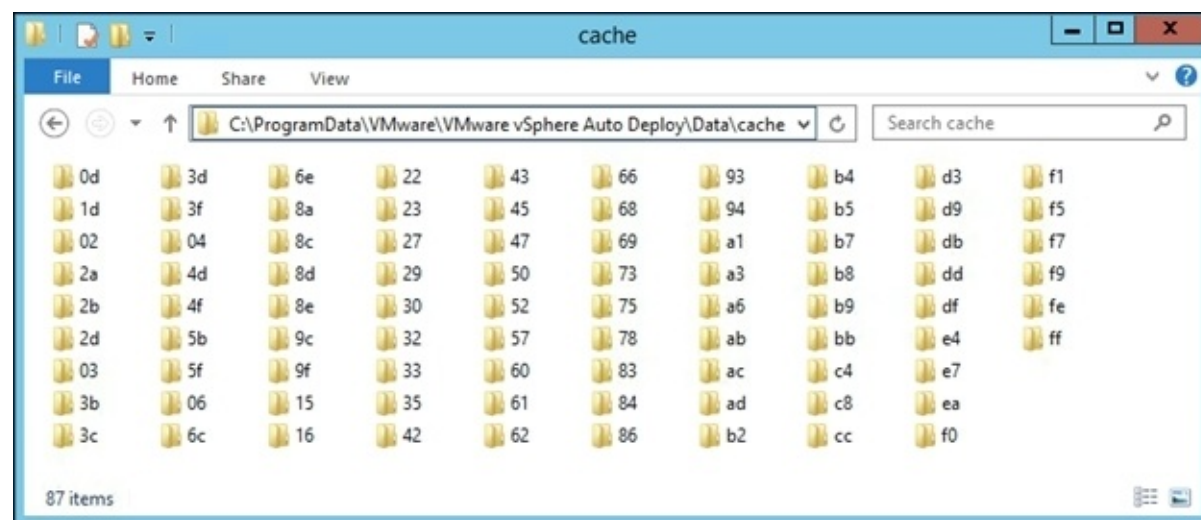 cache
File Home Share View
C:\ProgramData\VMware\VMware vSphere Auto Deploy\Data\cache Search cache
0d 3d 6e 22 43 66 93 b4 d3 f1
1d 3f 8a 23 45 68 94 b5 d9 f5
02 04 8c 27 47 69 a1 b7 db f7
2a 4d 8d 29 50 73 a3 b8 dd f9
2b 4f 8e 30 52 75 a6 b9 df fe
2d 5b 9c 32 57 78 ab bb e4 ff
03 5f 9f 33 60 83 ac c4 e7
3b 06 15 35 61 84 ad c8 ea
3c 6c 16 42 62 86 b2 cc f0
87 items